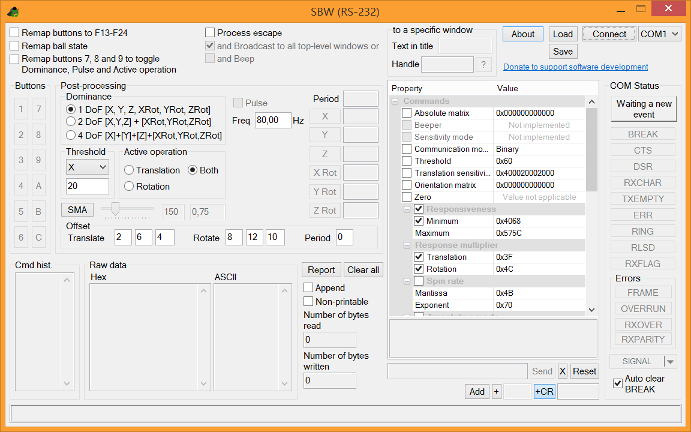 SBW (RS-232)
Remap buttons to F13-F24
Remap ball state
Remap buttons 7, 8 and 9 to toggle
Dominance, Pulse and Active operation
Process escape
and Broadcast to all top-level windows or
and Beep
to a specific window
Text in title
Handle
?
About
Load
Save
Connect
COM1
Donate to support software development
Buttons
1 7
2 8
3 9
4 A
5 B
6 C
Post-processing
Dominance
1 DoF [X, Y, Z, XRot, YRot, ZRot]
2 DoF [X,Y,Z] + [XRot,YRot,ZRot]
4 DoF [X]+[Y]+[Z]+[XRot,YRot,ZRot]
Pulse
Freq 80,00 Hz
Threshold
X
20
Active operation
Translation
Both
Rotation
SMA
150
0,75
Offset
Translate 2 6 4
Rotate 8 12 10
Period 0
Period
X
Y
Z
X Rot
Y Rot
Z Rot
Property Value
Commands
Absolute matrix 0x000000000000
Beeper Not implemented
Sensitivity mode Not implemented
Communication mo... Binary
Threshold 0x60
Translation sensitivi... 0x400020002000
Orientation matrix 0x000000000000
Zero Value not applicable
Responsiveness
Minimum 0x4068
Maximum 0x575C
Response multiplier
Translation 0x3F
Rotation 0x4C
Spin rate
Mantissa 0x4B
Exponent 0x70
COM Status
Waiting a new
event
BREAK
CTS
DSR
RXCHAR
TXEMPTY
ERR
RING
RLSD
RXFLAG
Errors
FRAME
OVERRUN
RXOVER
RXPARITY
SIGNAL
Auto clear
BREAK
Cmd hist.
Raw data
Hex
ASCII
Report
Clear all
Append
Non-printable
Number of bytes
read
0
Number of bytes
written
0
Send
X
Reset
Add
+
+CR